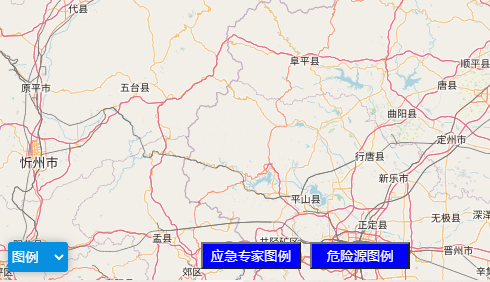 代县
阜平县
顺平县
原平市
五台县
唐县
曲阳县
定州市
忻州市
行唐县
新乐市
平山县
无极县
深泽
正定县
孟县
图例
应急专家图例
危险源图例
晋州市
郊区
辛集